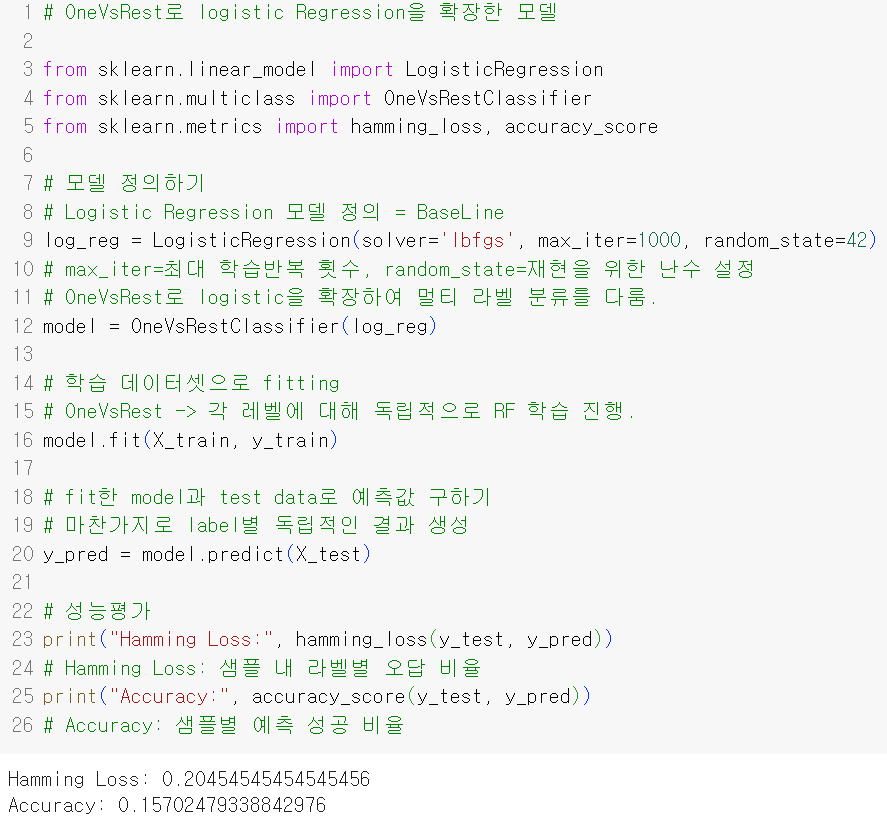 1 # OneVsRest로 logistic Regression을 확장한 모델
2
3 from sklearn.linear_model import LogisticRegression
4 from sklearn.multiclass import OneVsRestClassifier
5 from sklearn.metrics import hamming_loss, accuracy_score
6
7 # 모델 정의하기
8 # Logistic Regression 모델 정의 = BaseLine
9 log_reg = LogisticRegression(solver='lbfgs', max_iter=1000, random_state=42)
10 # max_iter=최대 학습반복 횟수, random_state=재현을 위한 난수 설정
11 # OneVsRest로 logistic을 확장하여 멀티 라벨 분류를 다룸.
12 model = OneVsRestClassifier(log_reg)
13
14 # 학습 데이터셋으로 fitting
15 # OneVsRest -> 각 레벨에 대해 독립적으로 RF 학습 진행.
16 model.fit(X_train, y_train)
17
18 # fit한 model과 test data로 예측값 구하기
19 # 마찬가지로 label별 독립적인 결과 생성
20 y_pred = model.predict(X_test)
21
22 # 성능평가
23 print("Hamming Loss:", hamming_loss(y_test, y_pred))
24 # Hamming Loss: 샘플 내 라벨별 오답 비율
25 print("Accuracy:", accuracy_score(y_test, y_pred))
26 # Accuracy: 샘플별 예측 성공 비율
Hamming Loss: 0.20454545454545456
Accuracy: 0.15702479338842976